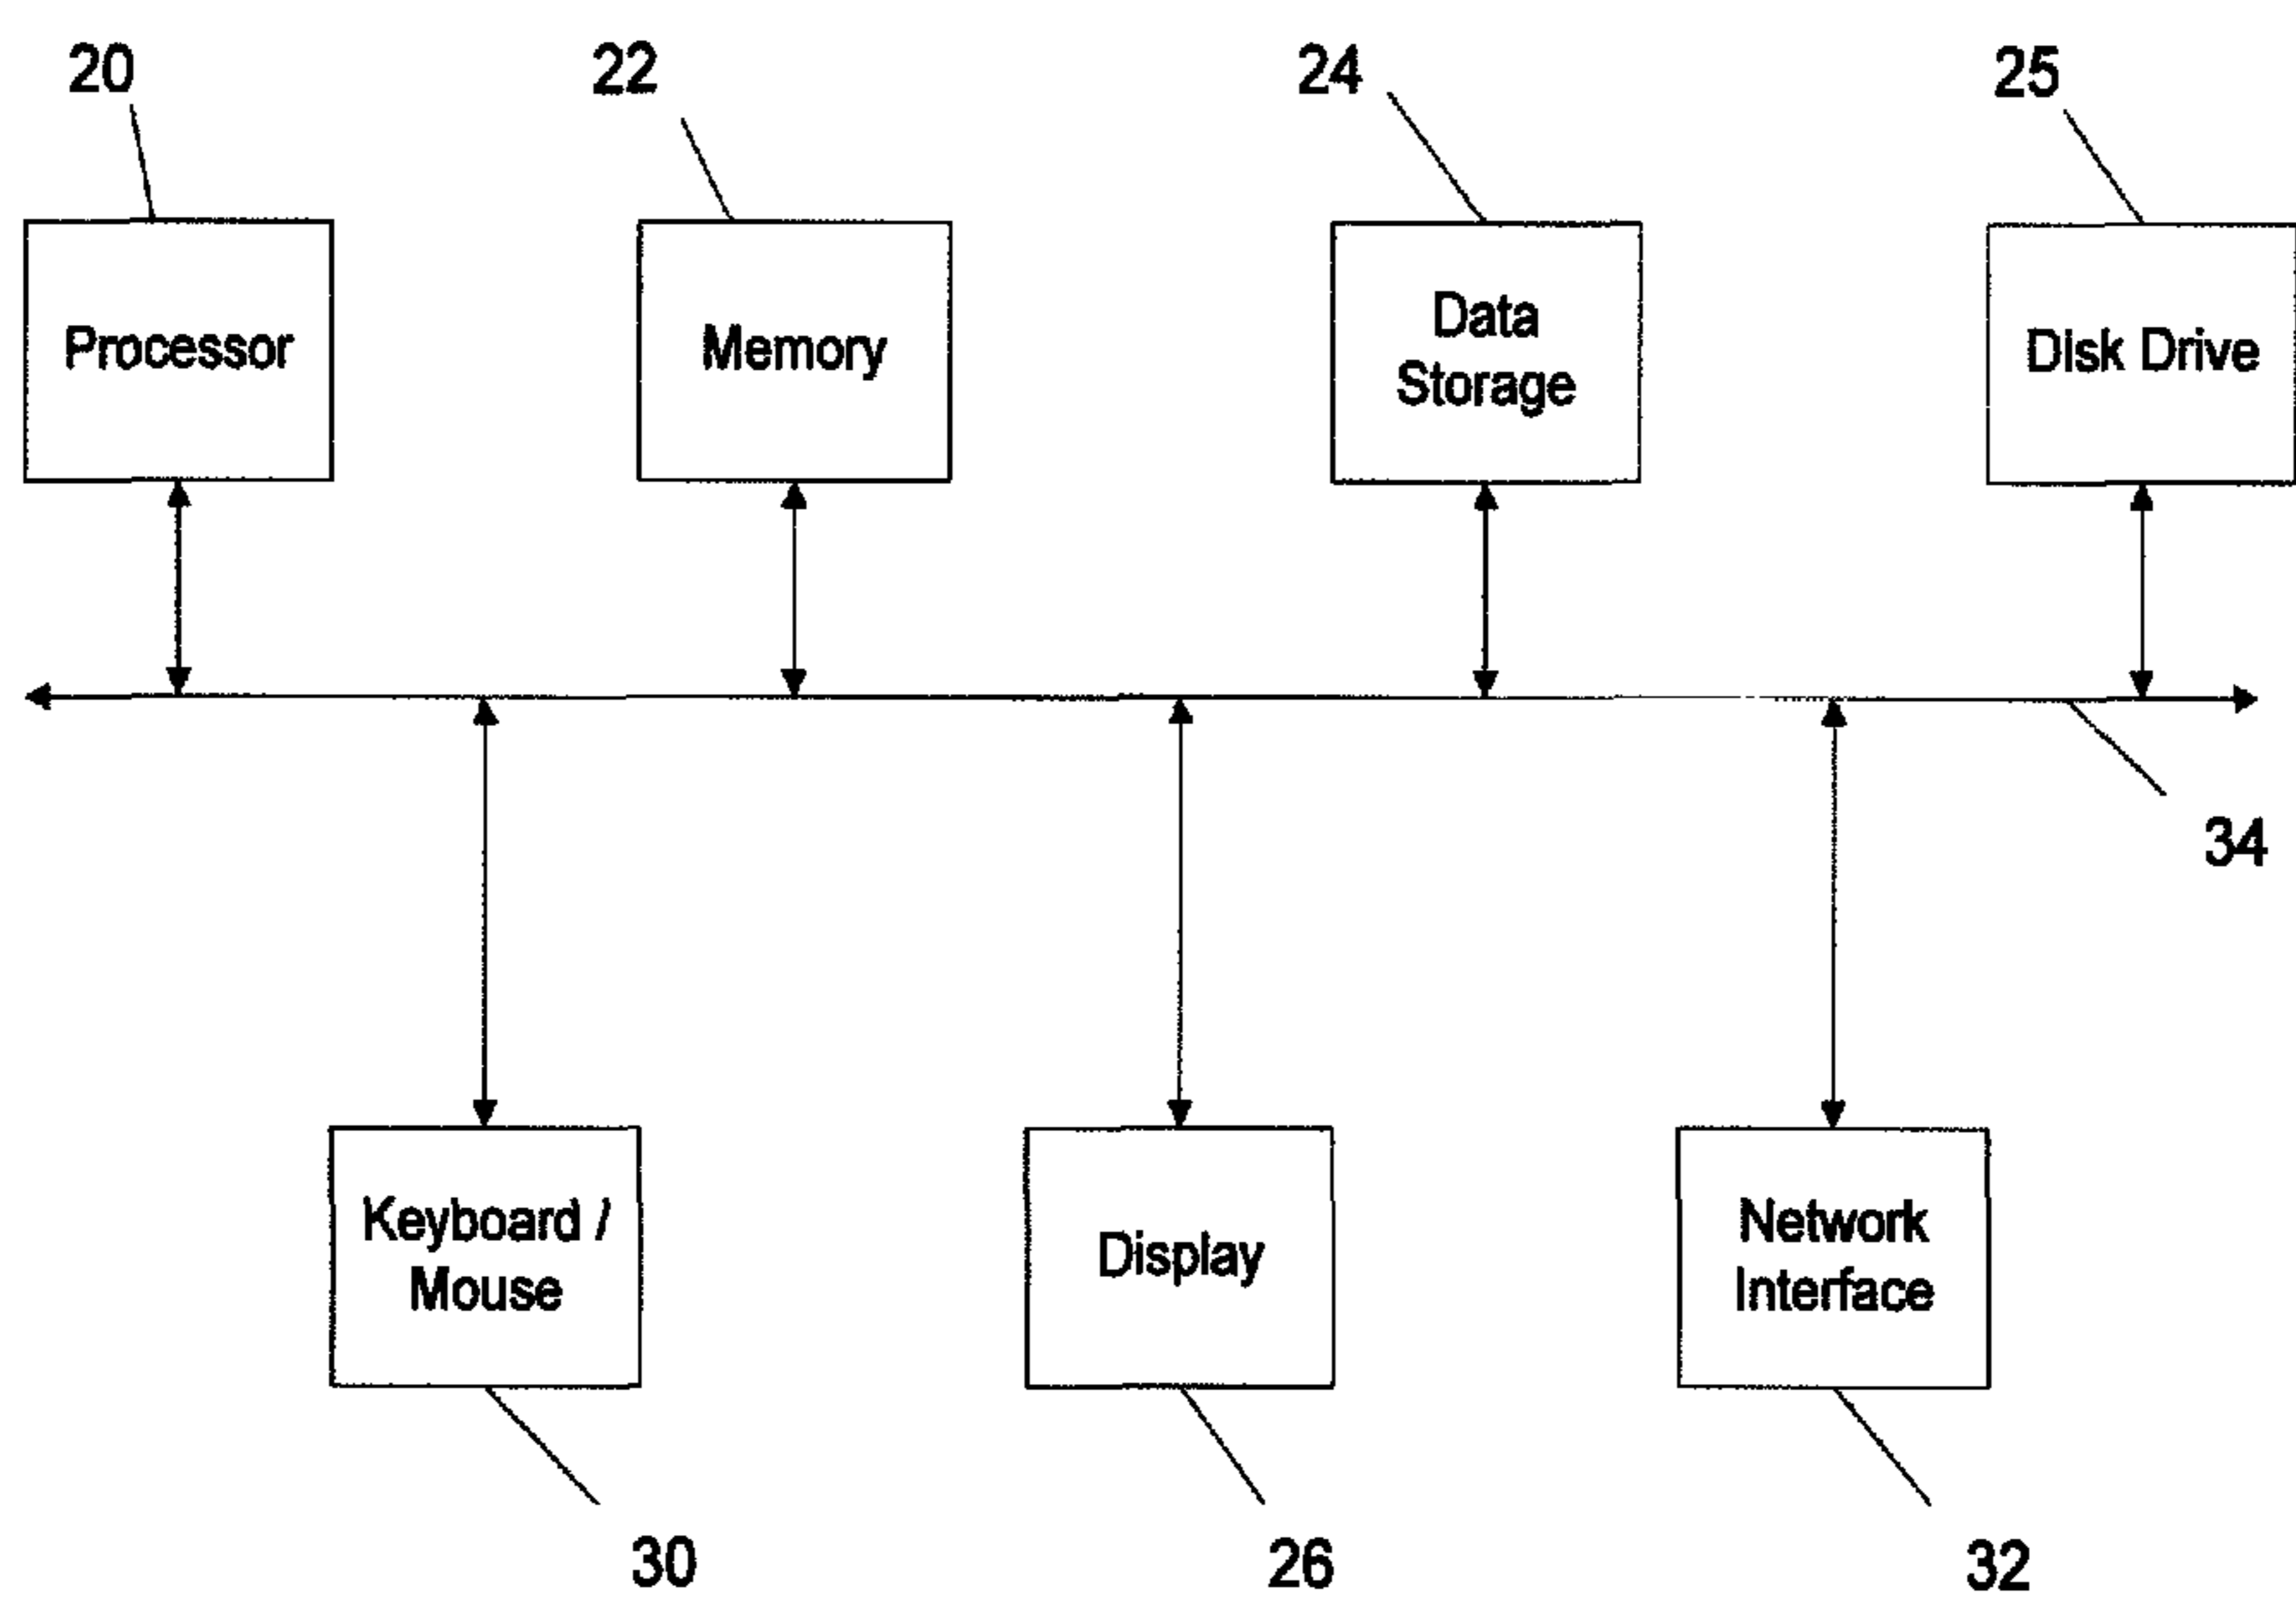 20
22
24
25
Processor
Memory
Data
Storage
Disk Drive
34
Keyboard /
Mouse
Display
Network
Interface
30
26
32